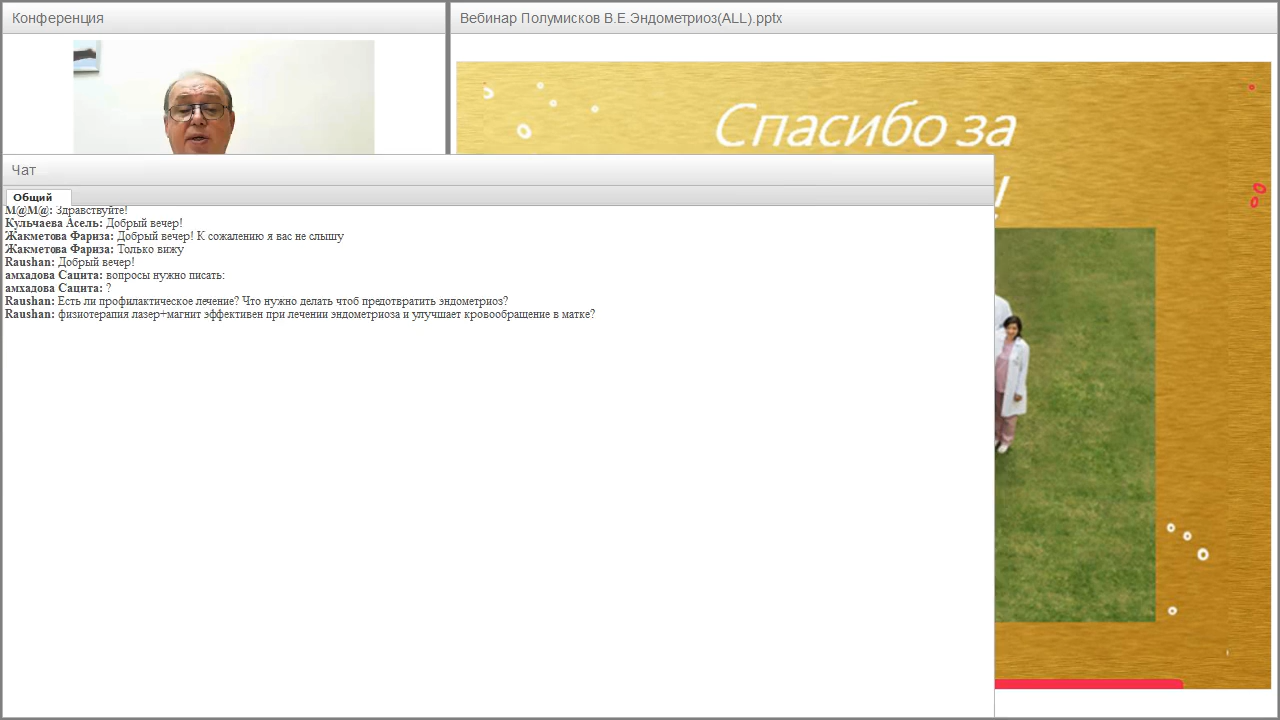 Конференция
Вебинар Полумисков В.Е.Эндометриоз(ALL).pptx
Спасибо за
!
Чат
Общий
M@M@: Здравствуйте!
Кульчаева Асель: Добрый вечер!
Жакметова Фариза: Добрый вечер! К сожалению я вас не слышу
Жакметова Фариза: Только вижу
Raushan: Добрый вечер!
амхадова Сацита: вопросы нужно писать:
амхадова Сацита: ?
Raushan: Есть ли профилактическое лечение? Что нужно делать чтоб предотвратить эндометриоз?
Raushan: физиотерапия лазер+магнит эффективен при лечении эндометриоза и улучшает кровообращение в матке?